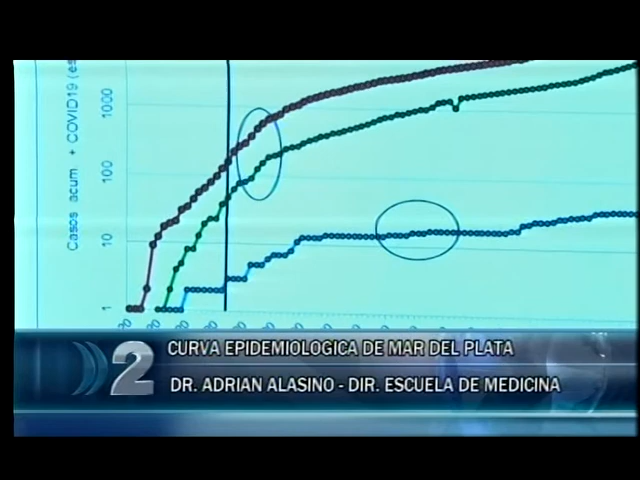 Casos acum. + COVID19 (es
1000
100
10
1
2
CURVA EPIDEMIOLOGICA DE MAR DEL PLATA
DR. ADRIAN ALASINO - DIR. ESCUELA DE MEDICINA